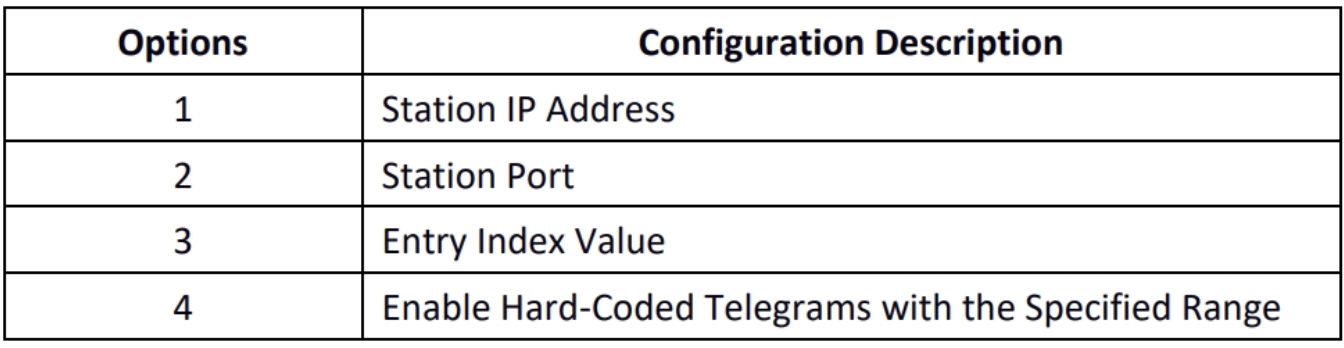 Options Configuration Description
1 Station IP Address
2 Station Port
3 Entry Index Value
4 Enable Hard-Coded Telegrams with the Specified Range